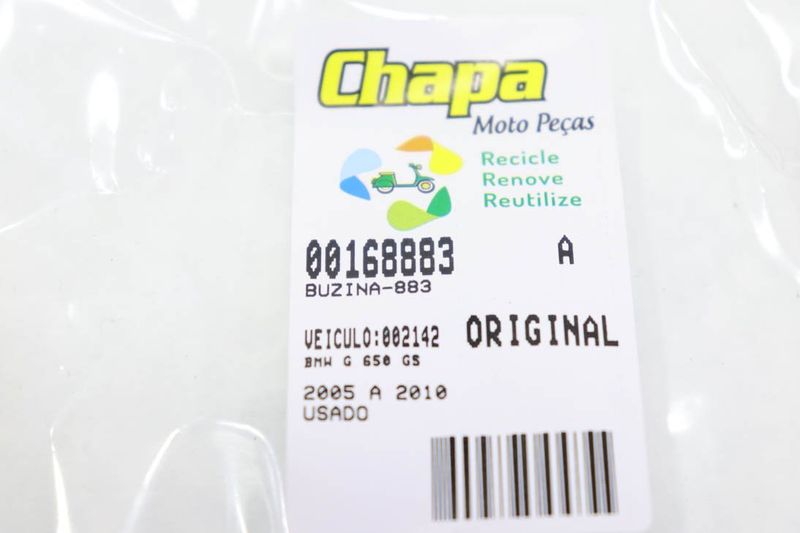 Chapa
Moto Peças
Recicle
Renove
Reutilize
00168883 A
BUZINA-883
VEICULO:002142 ORIGINAL
BMW G 650 GS
2005 A 2010
USADO